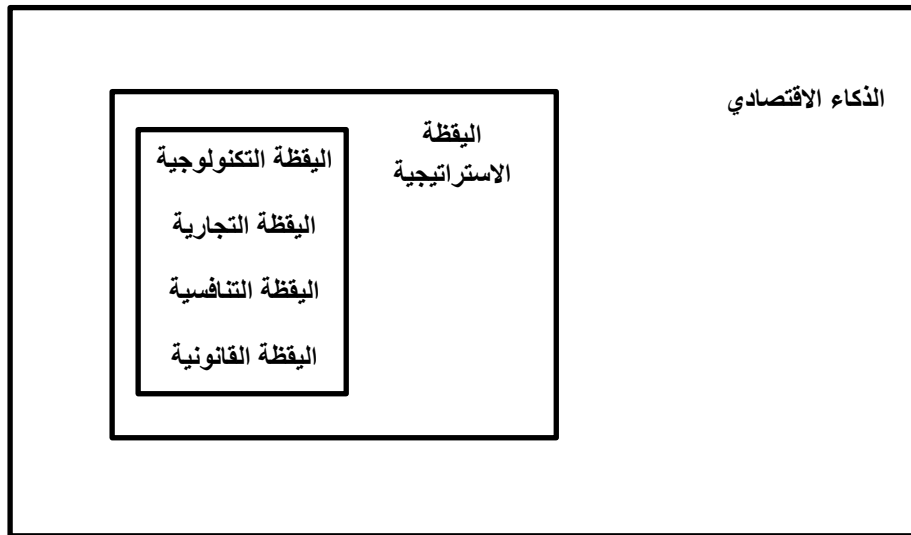 الذكاء الاقتصادي
اليقظة
الاستراتيجية
اليقظة التكنولوجية
اليقظة التجارية
اليقظة التنافسية
اليقظة القانونية